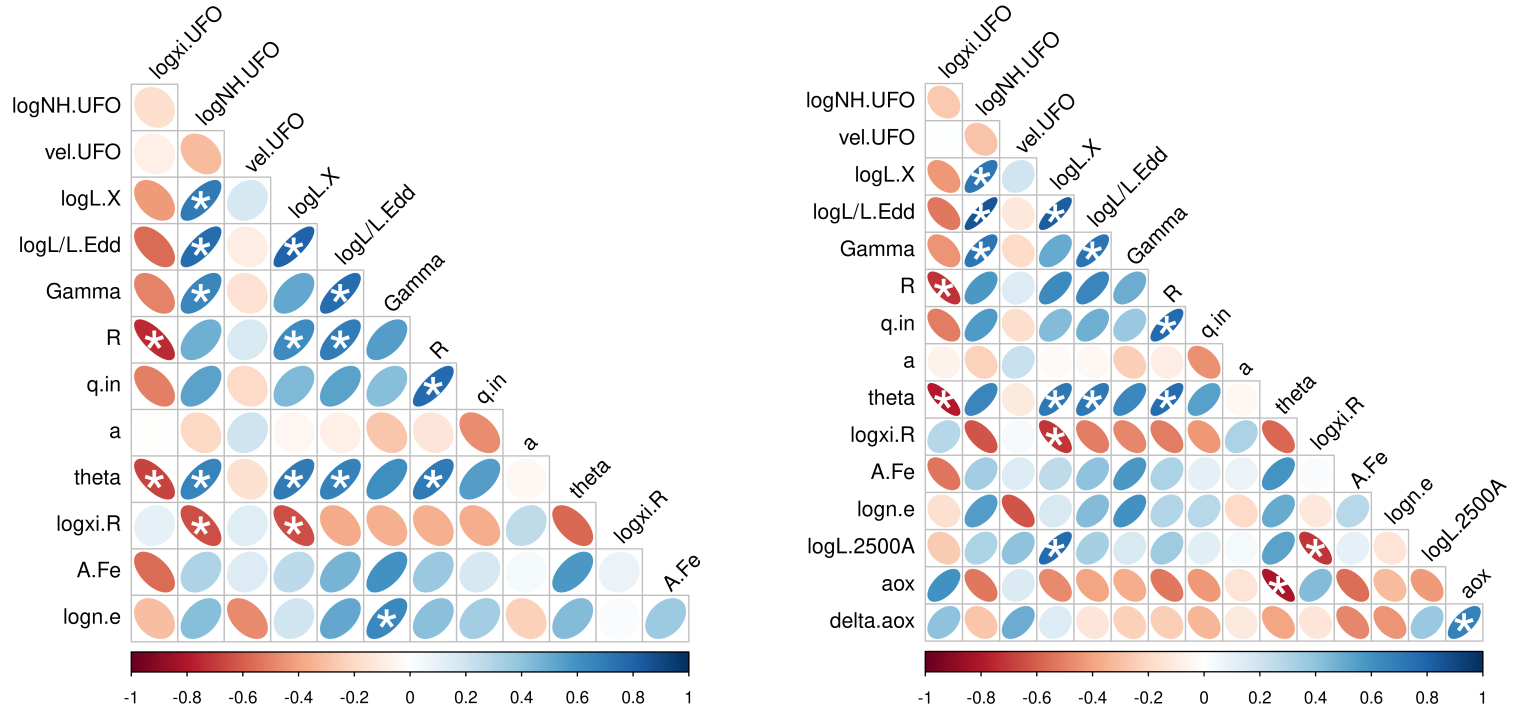 logxi.UFO
logNH.UFO
logNH.UFO
vel.UFO
vel.UFO
logL.X
logL.X
logL/L.Edd
logL/L.Edd
Gamma
Gamma
R
R
q.in
q.in
a
a
theta
theta
logxi.R
logxi.R
A.Fe
A.Fe
logn.e
-1 -0.8 -0.6 -0.4 -0.2 0 0.2 0.4 0.6 0.8 1
logxi.UFO
logNH.UFO
logNH.UFO
vel.UFO
vel.UFO
logL.X
logL.X
logL/L.Edd
logL/L.Edd
Gamma
Gamma
R
R
q.in
q.in
a
a
theta
theta
logxi.R
logxi.R
A.Fe
A.Fe
logn.e
logn.e
logL.2500A
logL.2500A
aox
aox
delta.aox
-1 -0.8 -0.6 -0.4 -0.2 0 0.2 0.4 0.6 0.8 1